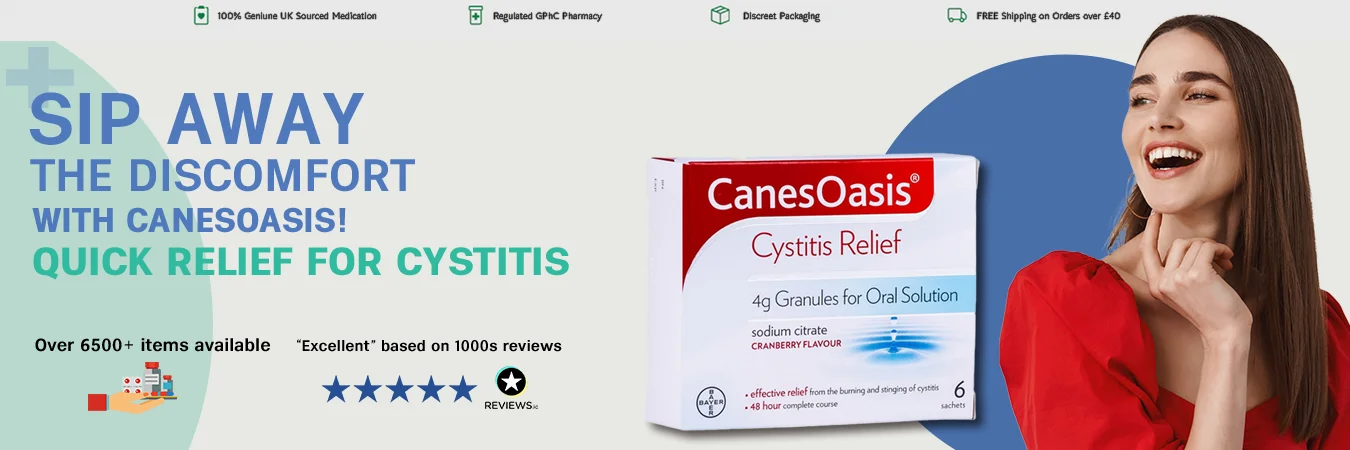 100% Geniune UK Sourced Medication
Regulated GPhC Pharmacy
Discreet Packaging
FREE Shipping on Orders over £40
SIP AWAY
THE DISCOMFORT
WITH CANESOASIS!
QUICK RELIEF FOR CYSTITIS
Over 6500+ items available
“Excellent” based on 1000s reviews
REVIEWS.io
CanesOasis®
Cystitis Relief
4g Granules for Oral Solution
sodium citrate
CRANBERRY FLAVOUR
BAYER
BAYER
• effective relief from the burning and stinging of cystitis
• 48 hour complete course
6
sachets